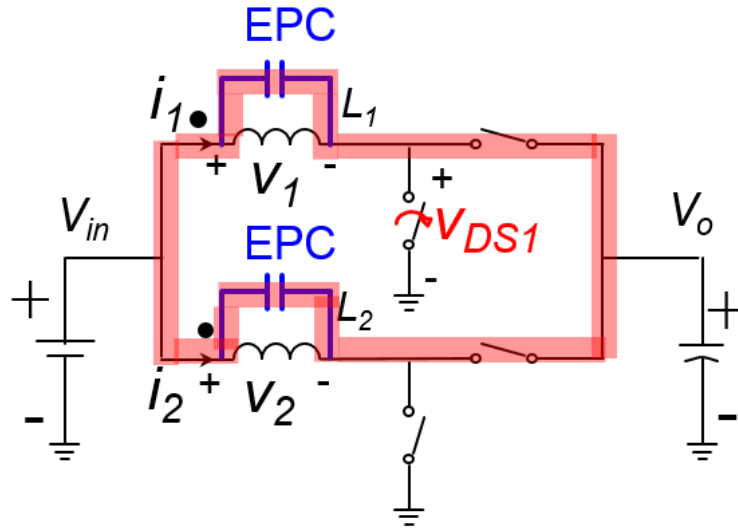 EPC
i1
L1
+ v1 -
+
Vin
EPC
vDS1
Vo
+
-
+
L2
i2
+ v2 -
-
-